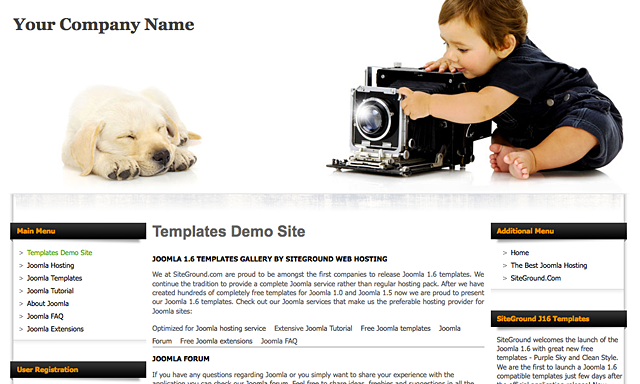 Your Company Name
Main Menu
> Templates Demo Site
> Joomla Hosting
> Joomla Templates
> Joomla Tutorial
> About Joomla
> Joomla FAQ
> Joomla Extensions
User Registration
Templates Demo Site
JOOMLA 1.6 TEMPLATES GALLERY BY SITEGROUND WEB HOSTING
We at SiteGround.com are proud to be amongst the first companies to release Joomla 1.6 templates. We
continue the tradition to provide a complete Joomla service rather than regular hosting pack. After we have
created hundreds of completely free templates for Joomla 1.0 and Joomla 1.5 now we are proud to present
our Joomla 1.6 templates. Check out our Joomla services that make us the preferable hosting provider for
Joomla sites:
Optimized for Joomla hosting service Extensive Joomla Tutorial Free Joomla templates Joomla
Forum Free Joomla extensions Joomla FAQ
JOOMLA FORUM
If you have any questions regarding Joomla or you simply want to share your experience with the
application you can check our Joomla forum. Feel free to share ideas, freebies and suggestions in all the
Additional Menu
> Home
> The Best Joomla Hosting
> SiteGround.Com
SiteGround J16 Templates
SiteGround welcomes the launch of
the Joomla 1.6 with great new free
templates - Purple Sky and Clean Style.
We are the first to launch a Joomla 1.6
compatible templates just few days after